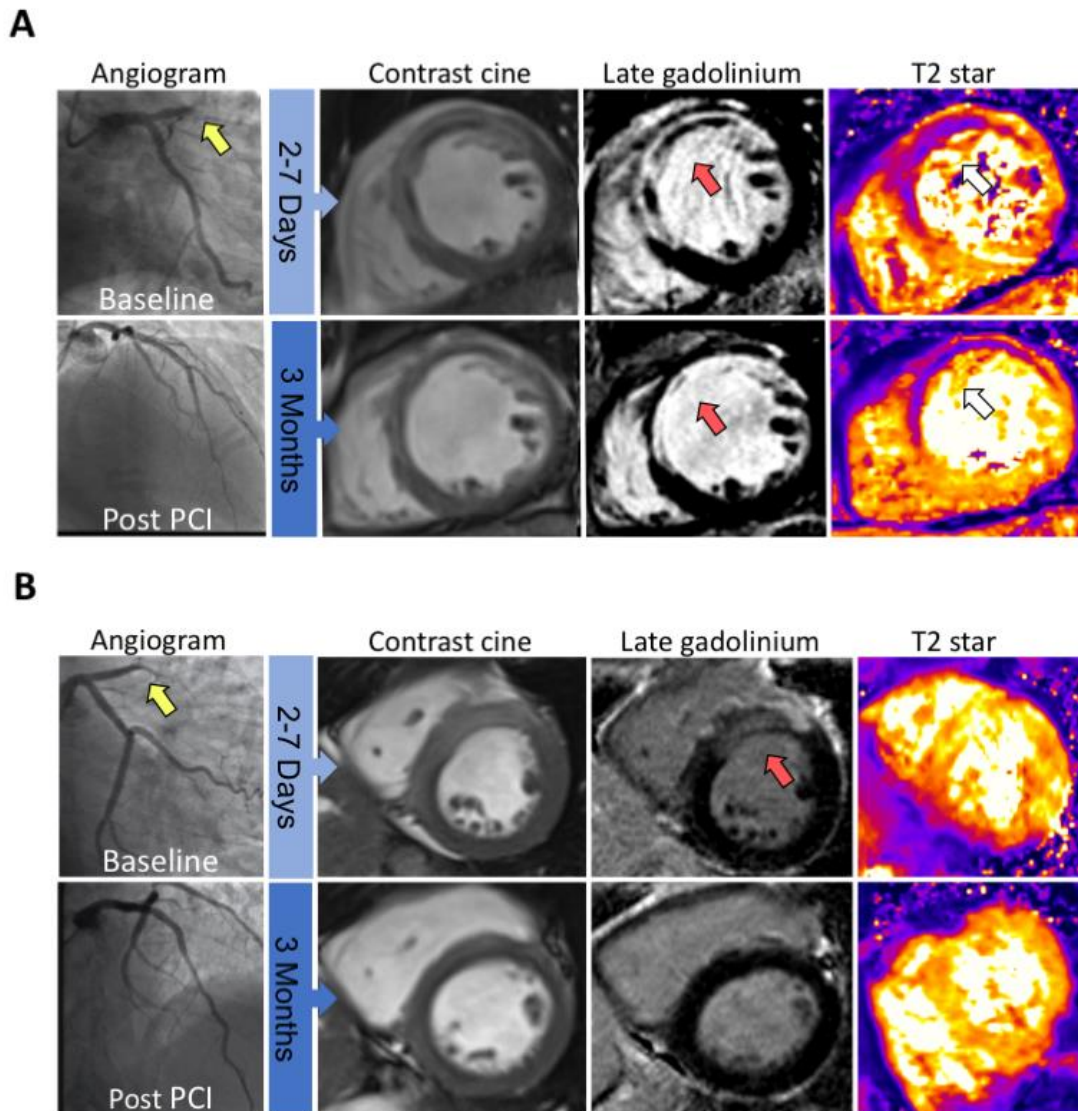 A
Angiogram
Contrast cine
Late gadolinium
T2 star
Baseline
2-7 Days
Post PCI
3 Months
B
Angiogram
Contrast cine
Late gadolinium
T2 star
Baseline
2-7 Days
Post PCI
3 Months